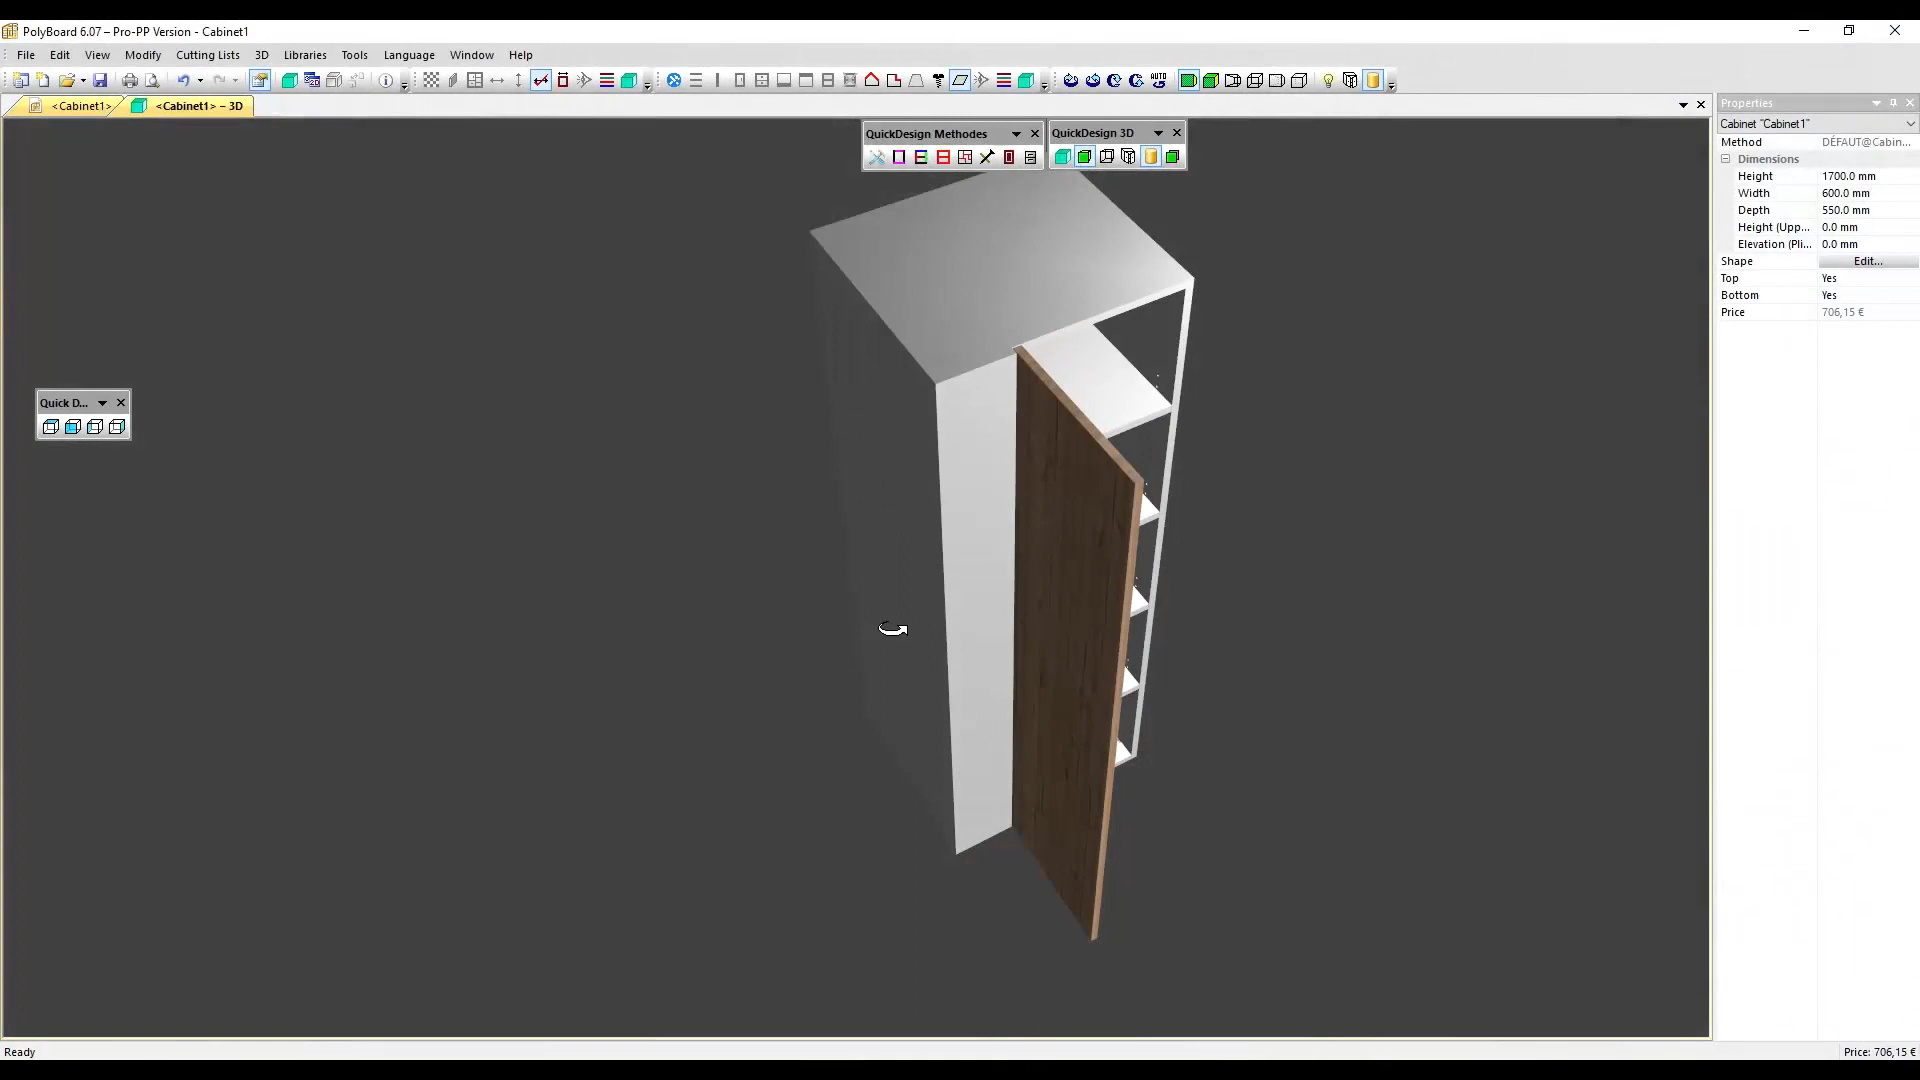 PolyBoard 6.07 – Pro-PP Version - Cabinet1
File Edit View Modify Cutting Lists 3D Libraries Tools Language Window Help
AUTO
<Cabinet1> <Cabinet1> – 3D
QuickDesign Methodes
QuickDesign 3D
Quick D...
Properties
Cabinet "Cabinet1"
Method DÉFAUT@Cabin...
Dimensions
Height 1700.0 mm
Width 600.0 mm
Depth 550.0 mm
Height (Upp... 0.0 mm
Elevation (Pli... 0.0 mm
Shape Edit...
Top Yes
Bottom Yes
Price 706,15 €
Ready
Price: 706,15 €